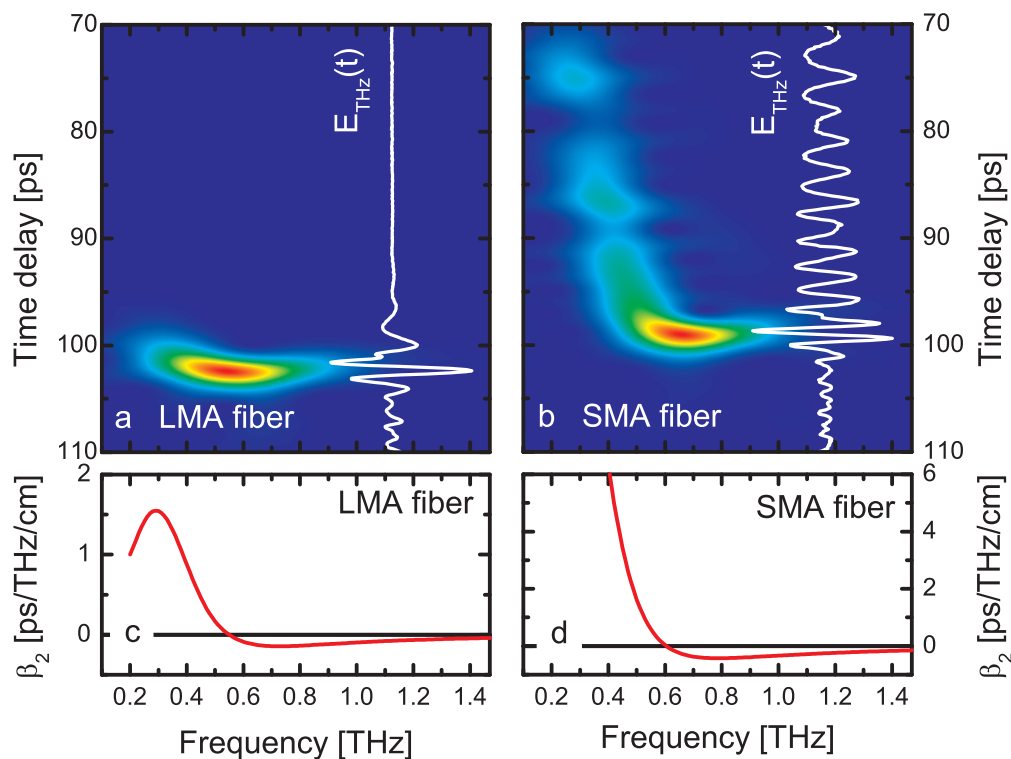 70
80
90
100
110
Time delay [ps]
E_THz(t)
a LMA fiber
E_THz(t)
b SMA fiber
70
80
90
100
110
Time delay [ps]
2
1
0
β_2 [ps/THz/cm]
LMA fiber
c
0.2 0.4 0.6 0.8 1.0 1.2 1.4
Frequency [THz]
SMA fiber
d
6
4
2
0
β_2 [ps/THz/cm]
0.2 0.4 0.6 0.8 1.0 1.2 1.4
Frequency [THz]